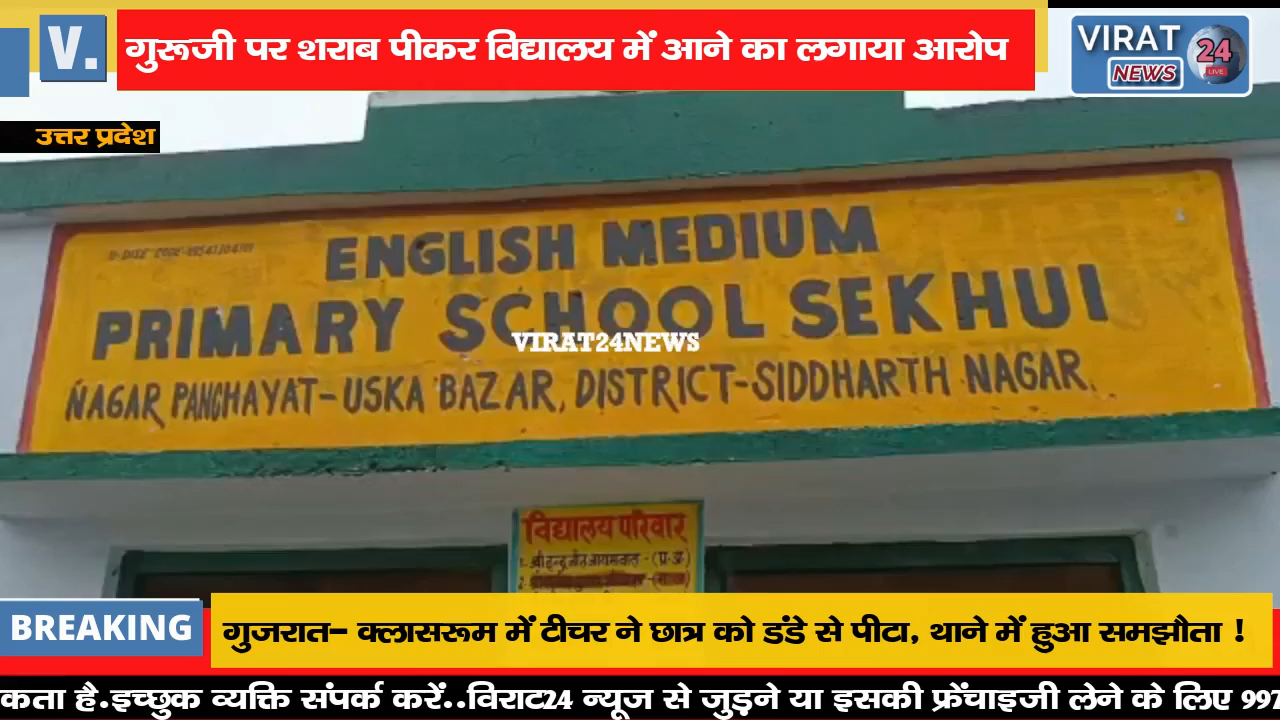 V.
गुरूजी पर शराब पीकर विद्यालय में आने का लगाया आरोप
VIRAT
24
NEWS
LIVE
उत्तर प्रदेश
ENGLISH MEDIUM
PRIMARY SCHOOL SEKHUI
VIRAT24NEWS
NAGAR PANCHAYAT-USKA BAZAR, DISTRICT-SIDDHARTH NAGAR.
विद्यालय परिवार
BREAKING
गुजरात- क्लासरूम में टीचर ने छात्र को डंडे से पीटा, थाने में हुआ समझौता !
कता है.इच्छुक व्यक्ति संपर्क करें..विराट24 न्यूज से जुड़ने या इसकी फ्रेंचाइजी लेने के लिए 997